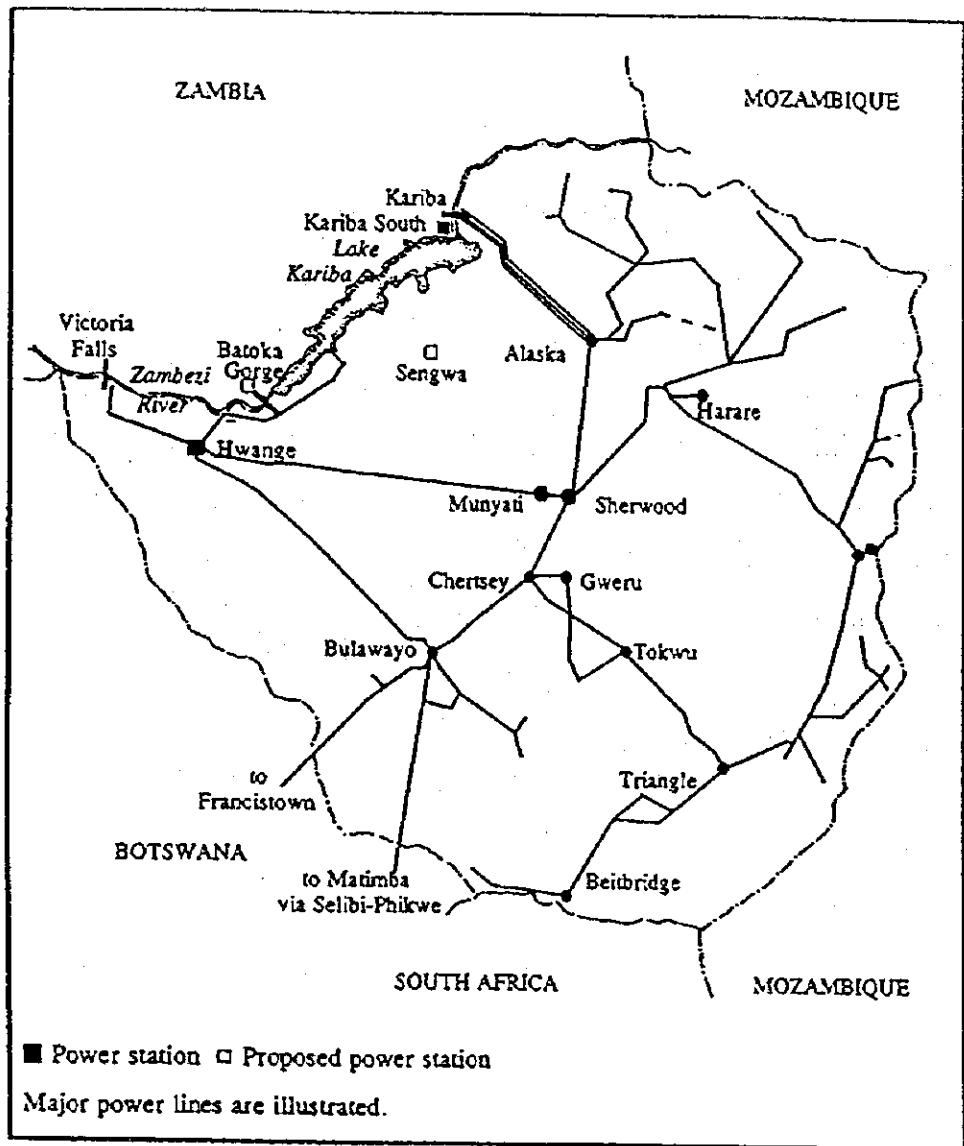 ZAMBIA
MOZAMBIQUE
Kariba
Kariba South
Lake
Kariba
Victoria
Falls
Batoka
Gorge
Zambezi
River
Sengwa
Alaska
Harare
Hwange
Munyati
Sherwood
Chertsey
Gweru
Bulawayo
Tokwu
to
Francistown
Triangle
BOTSWANA
to Matimba
via Selibi-Phikwe
Beitbridge
SOUTH AFRICA
MOZAMBIQUE
■ Power station □ Proposed power station
Major power lines are illustrated.